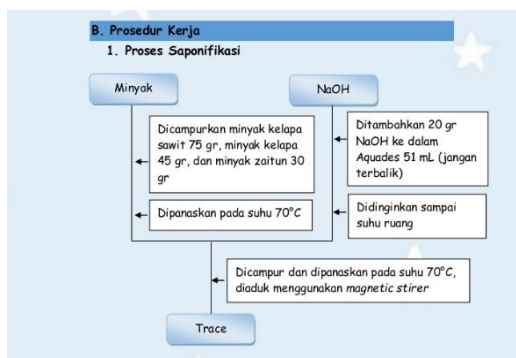 B. Prosedur Kerja
1. Proses Saponifikasi
Minyak
NaOH
Dicampurkan minyak kelapa
sawit 75 gr, minyak kelapa
45 gr, dan minyak zaitun 30
gr
Ditambahkan 20 gr
NaOH ke dalam
Aquades 51 mL (jangan
terbalik)
Dipanaskan pada suhu 70°C
Didinginkan sampai
suhu ruang
Dicampur dan dipanaskan pada suhu 70°C,
diaduk menggunakan magnetic stirer
Trace